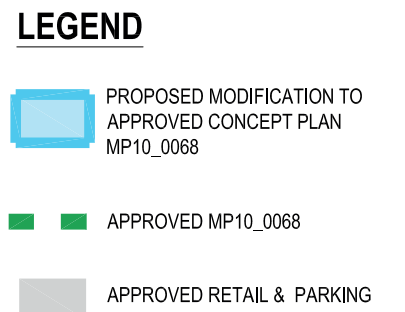 LEGEND
PROPOSED MODIFICATION TO
APPROVED CONCEPT PLAN
MP10_0068
APPROVED MP10_0068
APPROVED RETAIL & PARKING